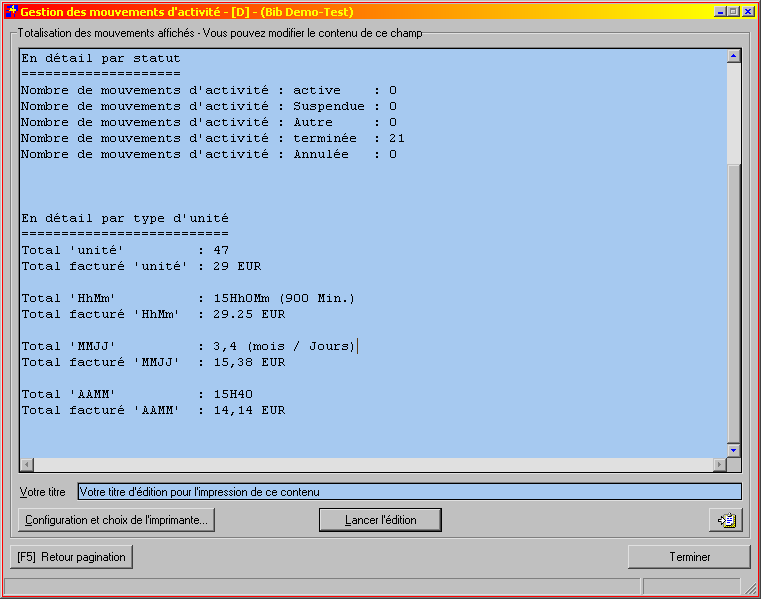 Gestion des mouvements d'activité - [D] - (Bib Demo-Test)
Totalisation des mouvements affichés - Vous pouvez modifier le contenu de ce champ
En détail par statut
====================
Nombre de mouvements d'activité : active    : 0
Nombre de mouvements d'activité : Suspendue : 0
Nombre de mouvements d'activité : Autre     : 0
Nombre de mouvements d'activité : terminée  : 21
Nombre de mouvements d'activité : Annulée   : 0
En détail par type d'unité
==========================
Total 'unité'         : 47
Total facturé 'unité' : 29 EUR
Total 'HhMm'          : 15Hh0Mm (900 Min.)
Total facturé 'HhMm'  : 29.25 EUR
Total 'MMJJ'          : 3,4 (mois / Jours)
Total facturé 'MMJJ'  : 15,38 EUR
Total 'AAMM'          : 15H40
Total facturé 'AAMM'  : 14,14 EUR
Votre titre Votre titre d'édition pour l'impression de ce contenu
Configuration et choix de l'imprimante... Lancer l'édition
[F5] Retour pagination Terminer